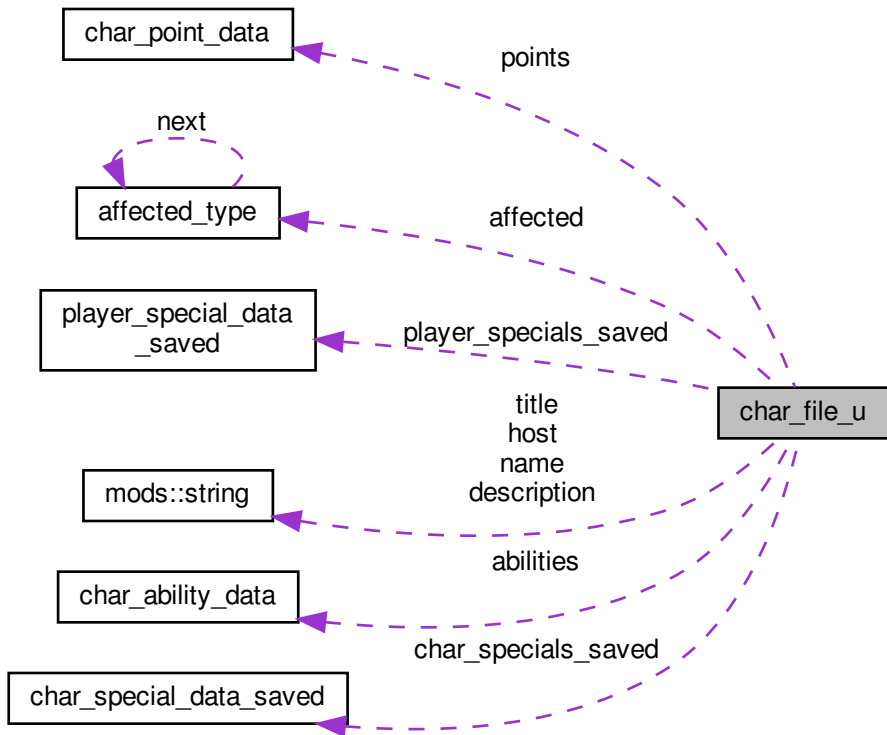 char_point_data
points
next
affected_type
affected
player_special_data
_saved
player_specials_saved
char_file_u
title
host
name
description
mods::string
abilities
char_ability_data
char_specials_saved
char_special_data_saved